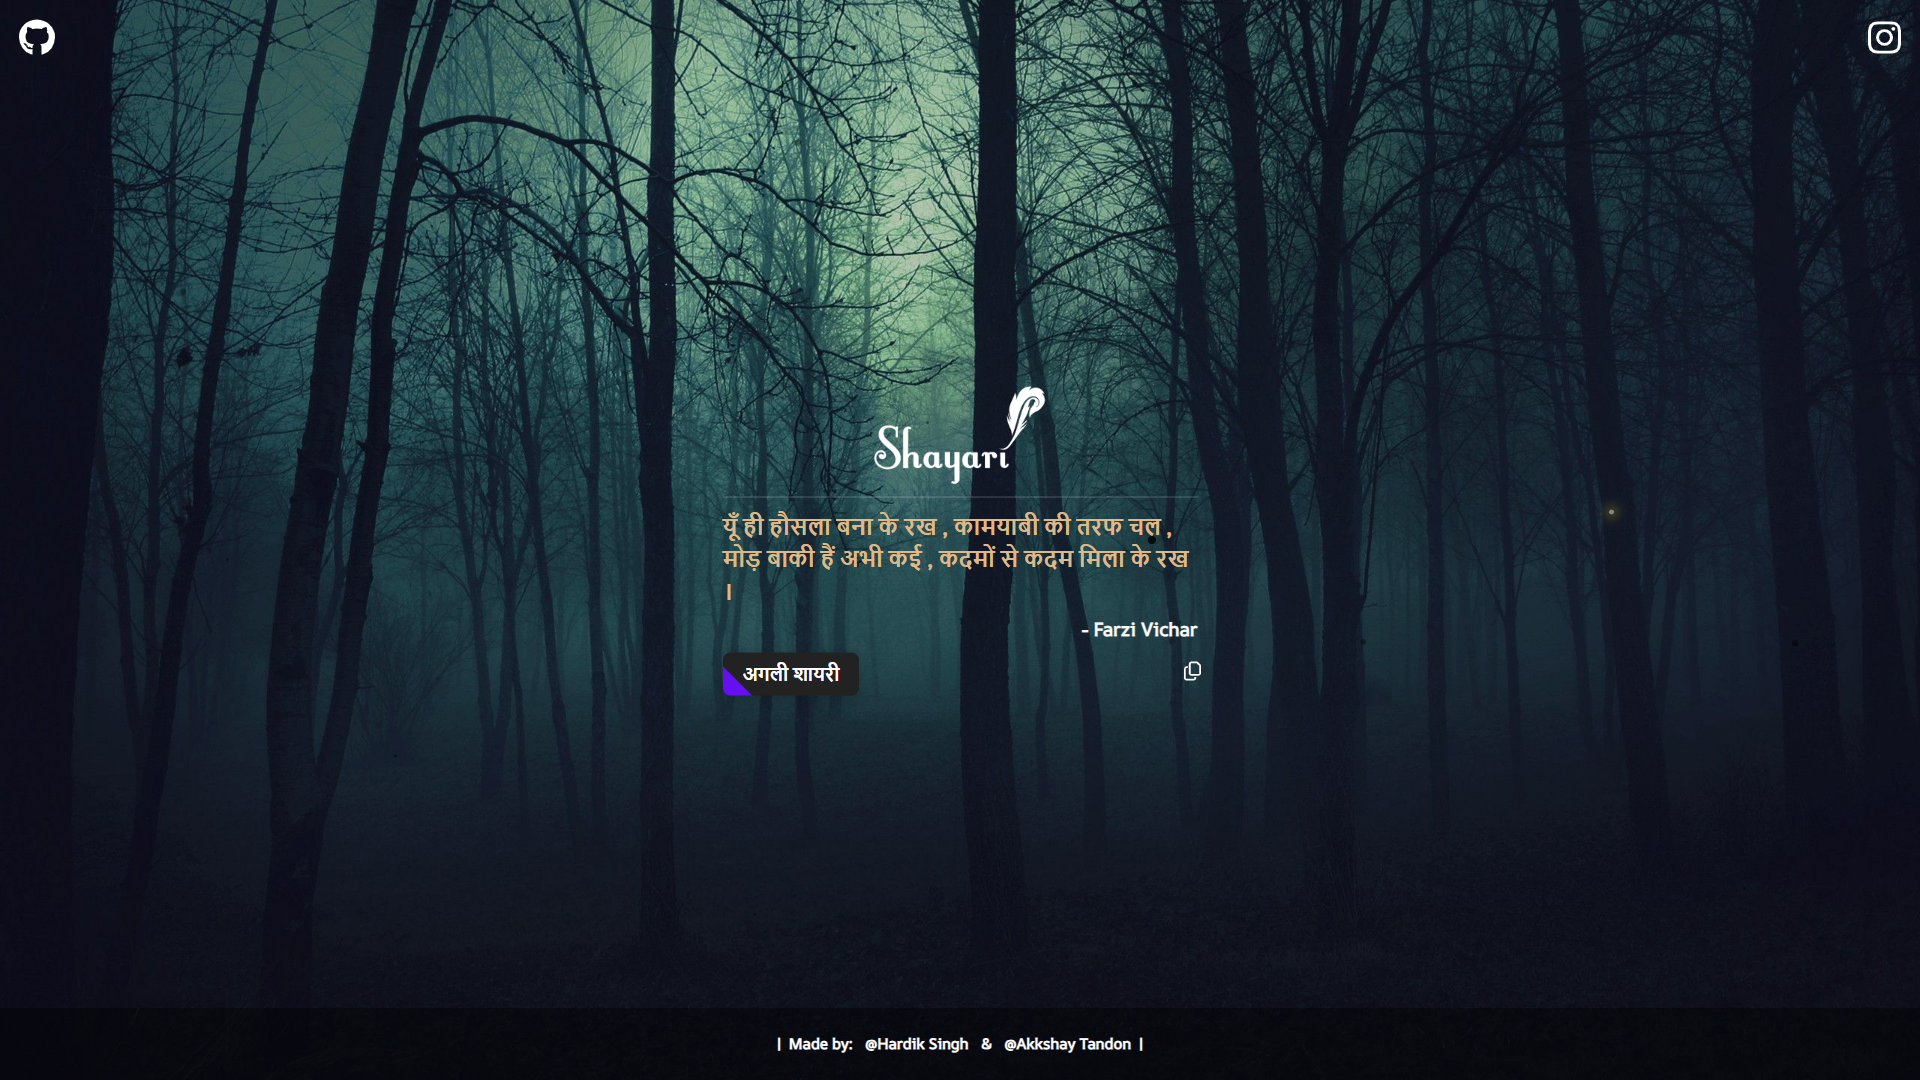 Shayari
यूँ ही हौसला बना के रख , कामयाबी की तरफ चल ,
मोड़ बाकी हैं अभी कई , कदमों से कदम मिला के रख
।
- Farzi Vichar
अगली शायरी
| Made by: @Hardik Singh & @Akkshay Tandon |